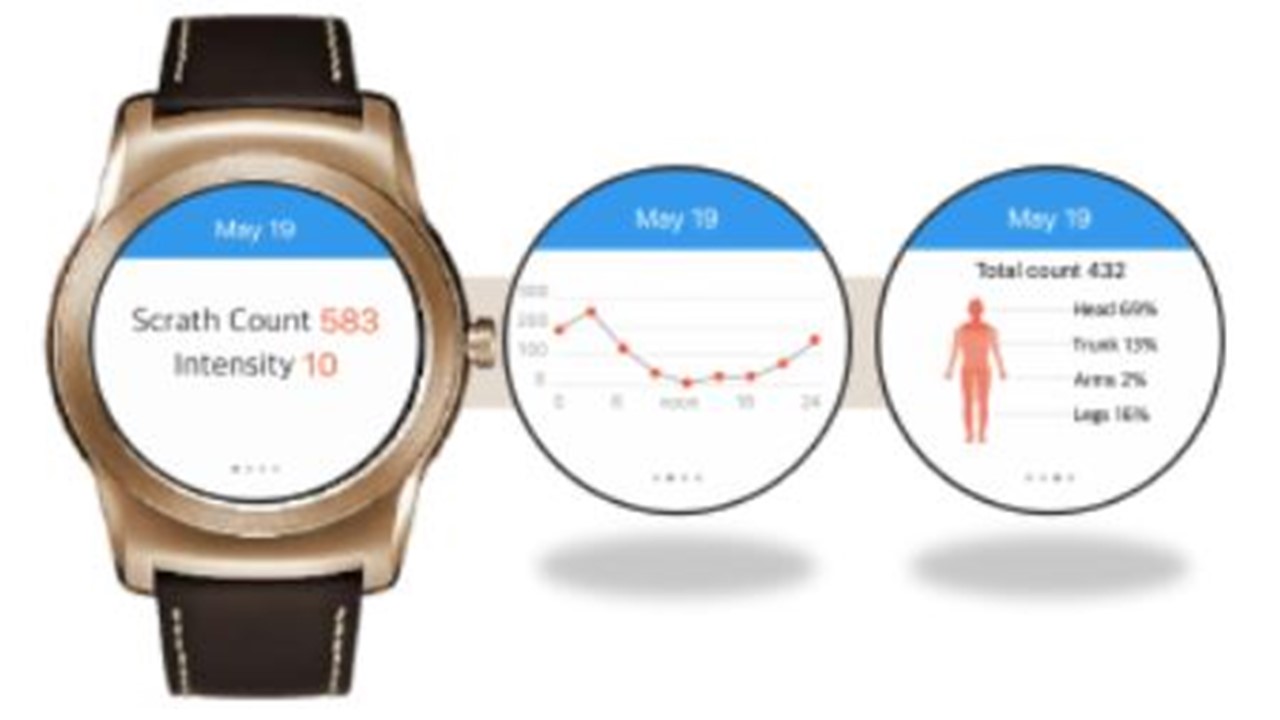 May 19
Scrath Count 583
Intensity 10
May 19
300
200
100
0
0
6
noon
18
24
May 19
Total count 432
Head 69%
Trunk 13%
Arms 2%
Legs 16%